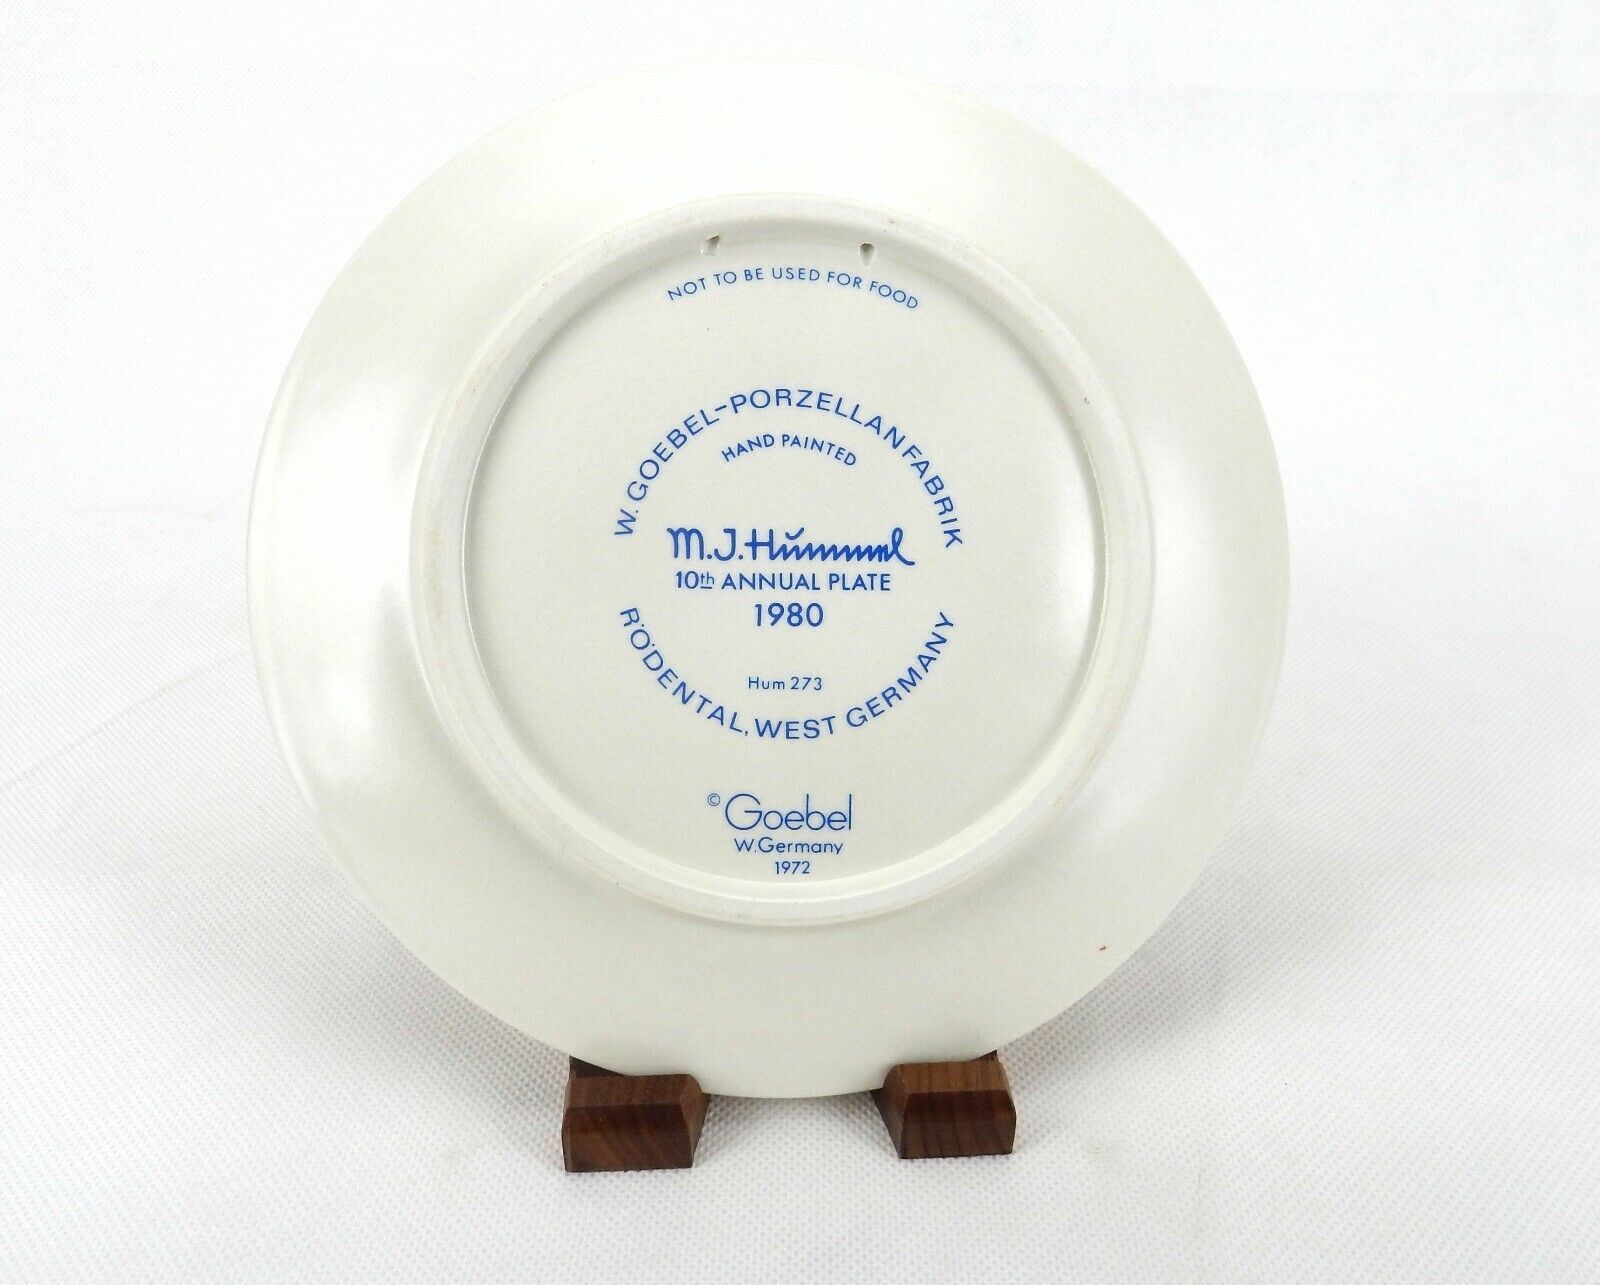 NOT TO BE USED FOR FOOD
W. GOEBEL-PORZELLANFABRIK
HAND PAINTED
M.J.Hummel
10th ANNUAL PLATE
1980
Hum 273
RÖDENTAL, WEST GERMANY
© Goebel
W.Germany
1972